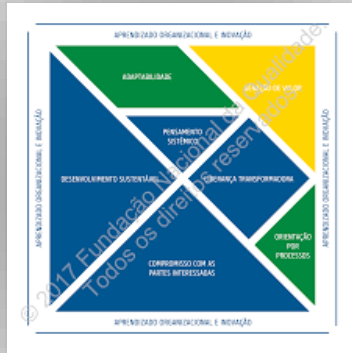 APRENDIZADO ORGANIZACIONAL E INOVAÇÃO
ADAPTABILIDADE
GERAÇÃO DE VALOR
PENSAMENTO
SISTÊMICO
DESENVOLVIMENTO SUSTENTÁVEL
LIDERANÇA TRANSFORMADORA
ORIENTAÇÃO
POR
PROCESSOS
COMPROMISSO COM AS
PARTES INTERESSADAS
APRENDIZADO ORGANIZACIONAL E INOVAÇÃO
APRENDIZADO ORGANIZACIONAL E INOVAÇÃO
APRENDIZADO ORGANIZACIONAL E INOVAÇÃO
© 2017 Fundação Nacional da Qualidade
Todos os direitos reservados